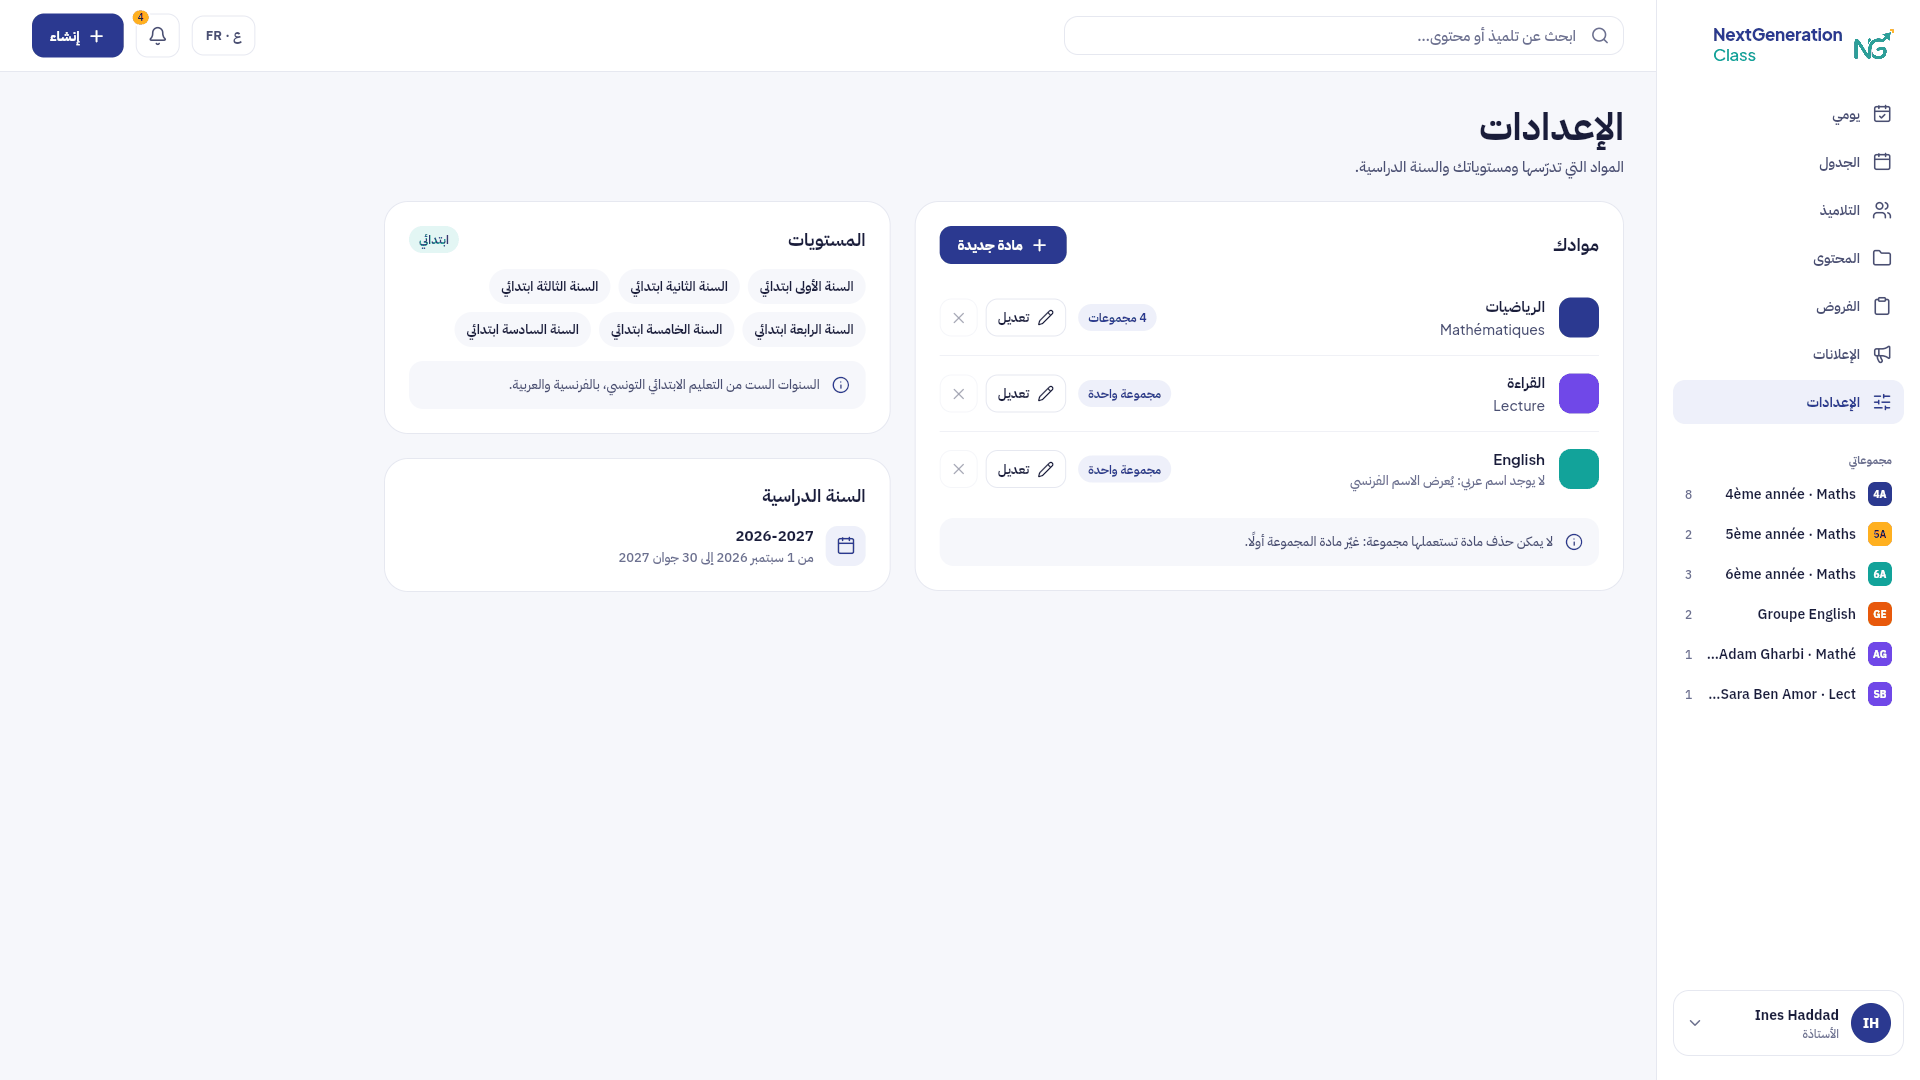 NextGeneration
Class
يومي
الجدول
التلاميذ
المحتوى
الفروض
الإعلانات
الإعدادات
مجموعاتي
4A 4ème année · Maths 8
5A 5ème année · Maths 2
6A 6ème année · Maths 3
GE Groupe English 2
AG Adam Gharbi · Mathé... 1
SB Sara Ben Amor · Lect... 1
IH Ines Haddad
الأستاذة
ابحث عن تلميذ أو محتوى...
ع · FR
4
إنشاء
الإعدادات
المواد التي تدرّسها ومستوياتك والسنة الدراسية.
موادك
مادة جديدة
الرياضيات
Mathématiques
4 مجموعات
تعديل
القراءة
Lecture
مجموعة واحدة
تعديل
English
لا يوجد اسم عربي: يُعرض الاسم الفرنسي
مجموعة واحدة
تعديل
لا يمكن حذف مادة تستعملها مجموعة: غيّر مادة المجموعة أولًا.
المستويات
ابتدائي
السنة الأولى ابتدائي
السنة الثانية ابتدائي
السنة الثالثة ابتدائي
السنة الرابعة ابتدائي
السنة الخامسة ابتدائي
السنة السادسة ابتدائي
السنوات الست من التعليم الابتدائي التونسي، بالفرنسية والعربية.
السنة الدراسية
2026-2027
من 1 سبتمبر 2026 إلى 30 جوان 2027